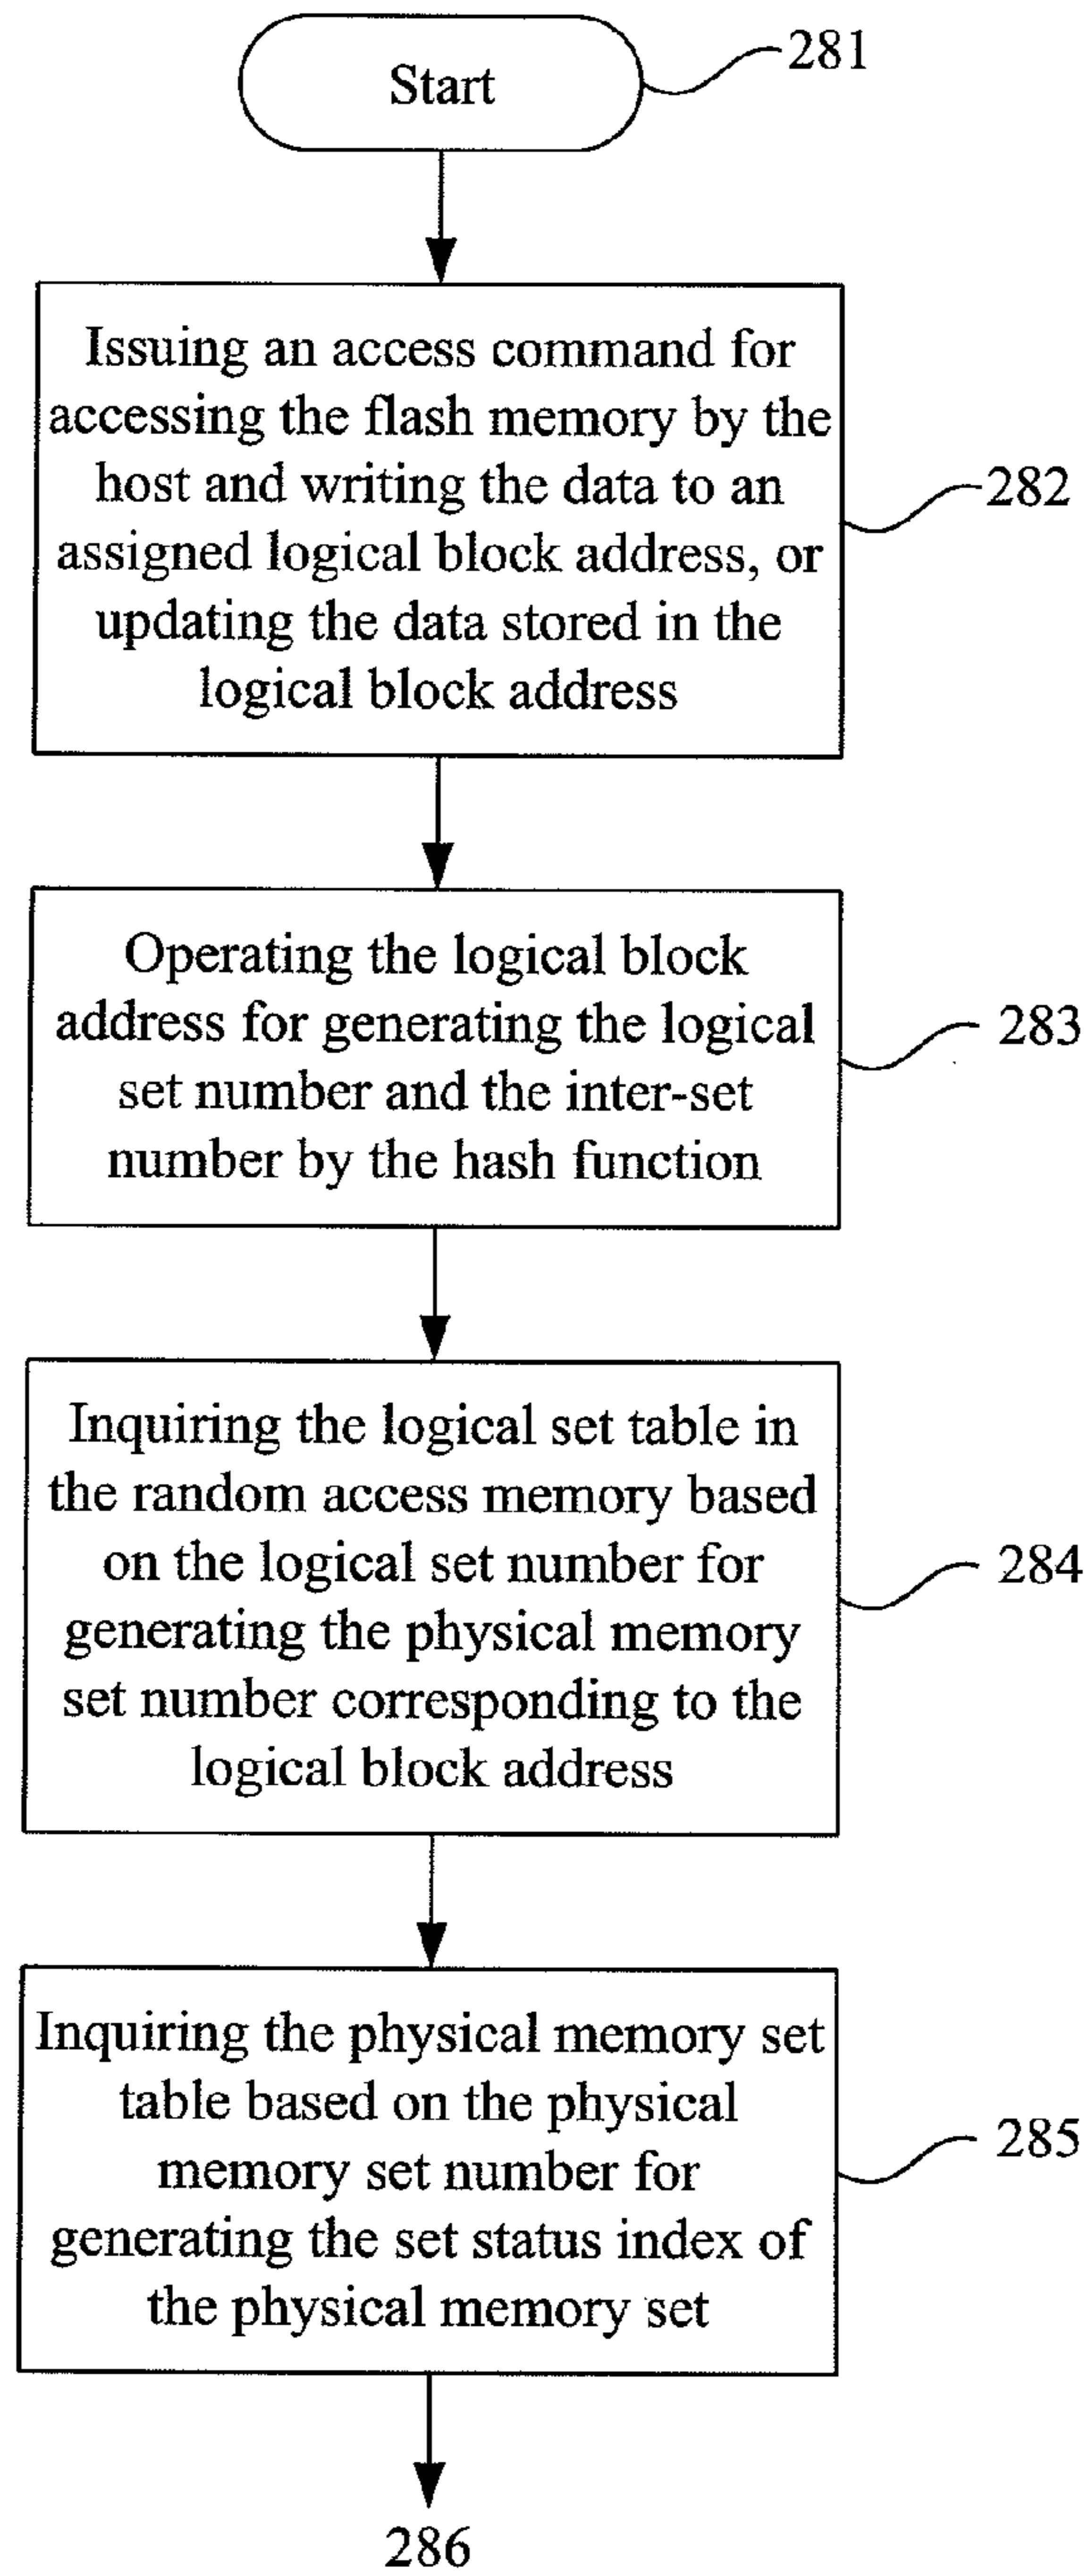 Start
281
Issuing an access command for
accessing the flash memory by the
host and writing the data to an
assigned logical block address, or
updating the data stored in the
logical block address
282
Operating the logical block
address for generating the logical
set number and the inter-set
number by the hash function
283
Inquiring the logical set table in
the random access memory based
on the logical set number for
generating the physical memory
set number corresponding to the
logical block address
284
Inquiring the physical memory set
table based on the physical
memory set number for
generating the set status index of
the physical memory set
285
286